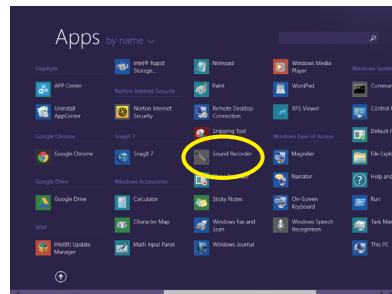 Apps by name
Gigabyte
APP Center
Uninstall
AppCenter
Google Chrome
Google Chrome
Google Drive
Google Drive
Intel
Intel(R) Update
Manager
Intel® Rapid
Storage...
Norton Internet Security
Norton Internet
Security
SnagIt 7
SnagIt 7
Windows Accessories
Calculator
Character Map
Math Input Panel
Notepad
Paint
Remote Desktop
Connection
Snipping Tool
Sound Recorder
Sticky Notes
Windows Fax and
Scan
Windows Journal
Windows Media
Player
WordPad
XPS Viewer
Windows Ease of Access
Magnifier
Narrator
On-Screen
Keyboard
Windows Speech
Recognition
Windows System
Comman
Control P
Default P
File Explo
Help and
Run
Task Man
This PC